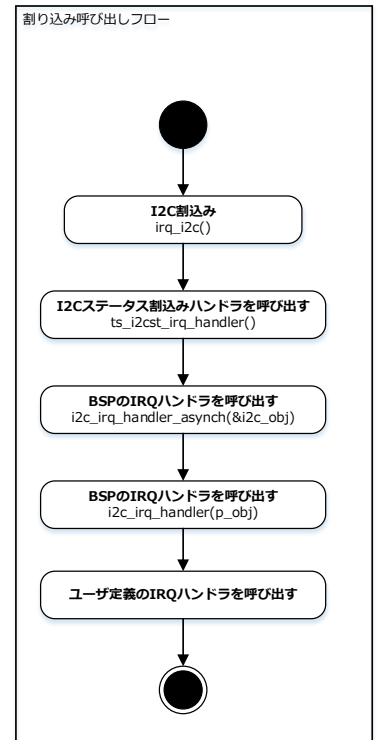 割り込み呼び出しフロー
I2C割込み
irq_i2c()
I2Cステータス割込みハンドラを呼び出す
ts_i2cst_irq_handler()
BSPのIRQハンドラを呼び出す
i2c_irq_handler_asynch(&i2c_obj)
BSPのIRQハンドラを呼び出す
i2c_irq_handler(p_obj)
ユーザ定義のIRQハンドラを呼び出す